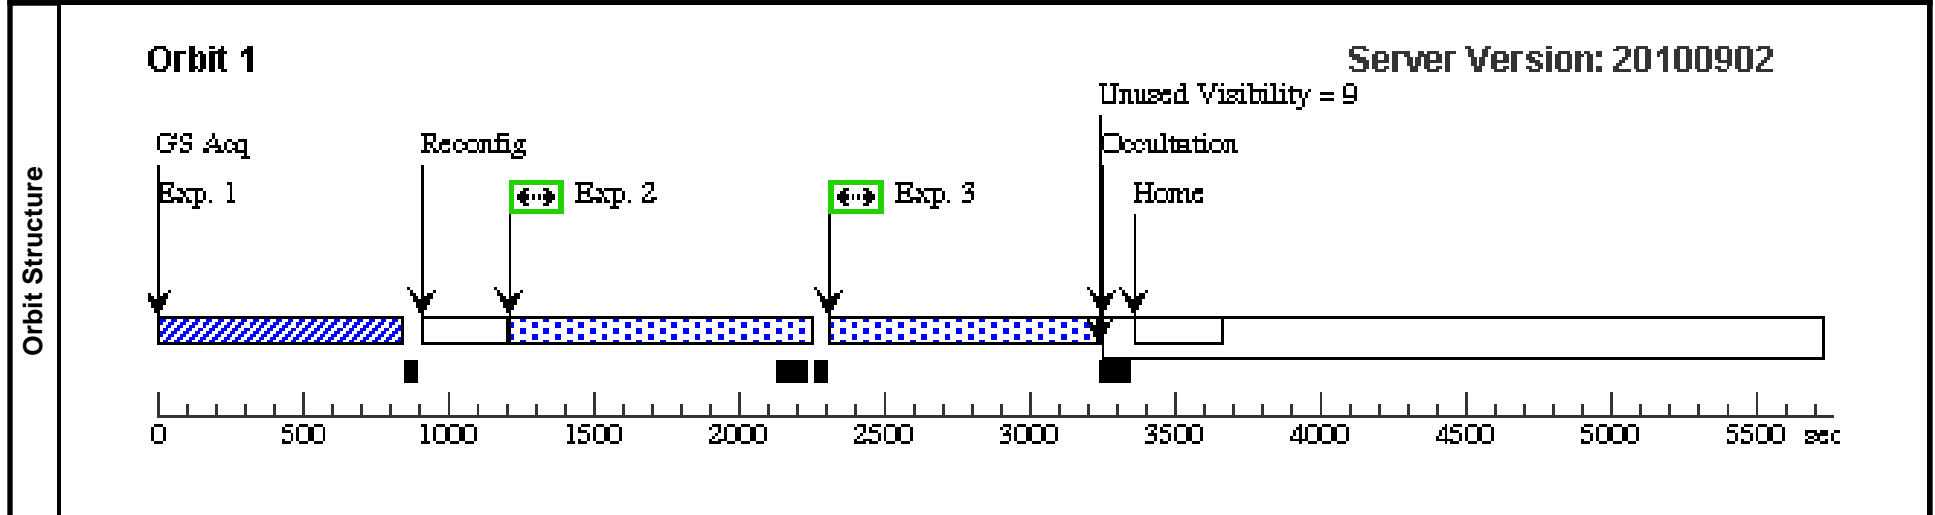 Orbit Structure
Orbit 1
Server Version: 20100902
Unused Visibility = 9
GS Acq
Reconfig
Occultation
Exp. 1
Exp. 2
Exp. 3
Home
0 500 1000 1500 2000 2500 3000 3500 4000 4500 5000 5500 sec